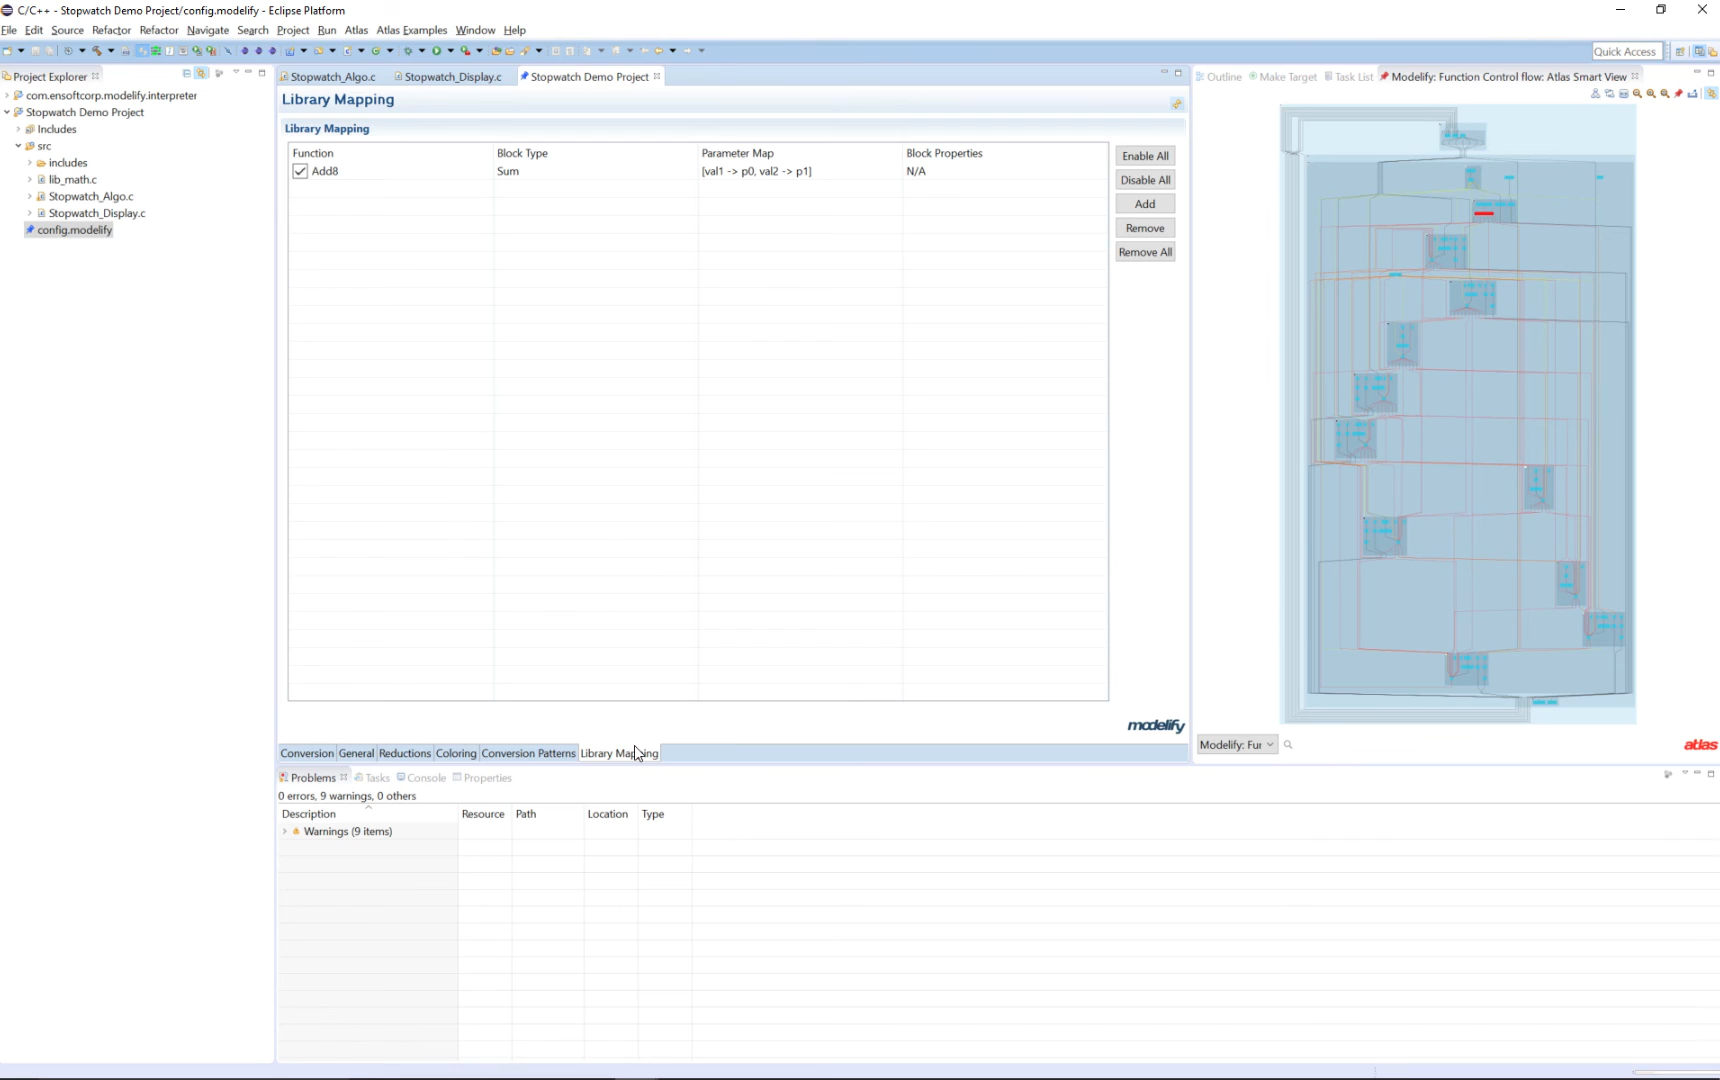 C/C++ - Stopwatch Demo Project/config.modelify - Eclipse Platform
File Edit Source Refactor Refactor Navigate Search Project Run Atlas Atlas Examples Window Help
Quick Access
Project Explorer
com.ensoftcorp.modelify.interpreter
Stopwatch Demo Project
Includes
src
includes
lib_math.c
Stopwatch_Algo.c
Stopwatch_Display.c
config.modelify
Stopwatch_Algo.c Stopwatch_Display.c Stopwatch Demo Project
Library Mapping
Library Mapping
Function Block Type Parameter Map Block Properties
Add8 Sum [val1 -> p0, val2 -> p1] N/A
Enable All
Disable All
Add
Remove
Remove All
modelify
Conversion General Reductions Coloring Conversion Patterns Library Mapping
Outline Make Target Task List Modelify: Function Control flow: Atlas Smart View
Modelify: Fur
atlas
Problems Tasks Console Properties
0 errors, 9 warnings, 0 others
Description Resource Path Location Type
Warnings (9 items)